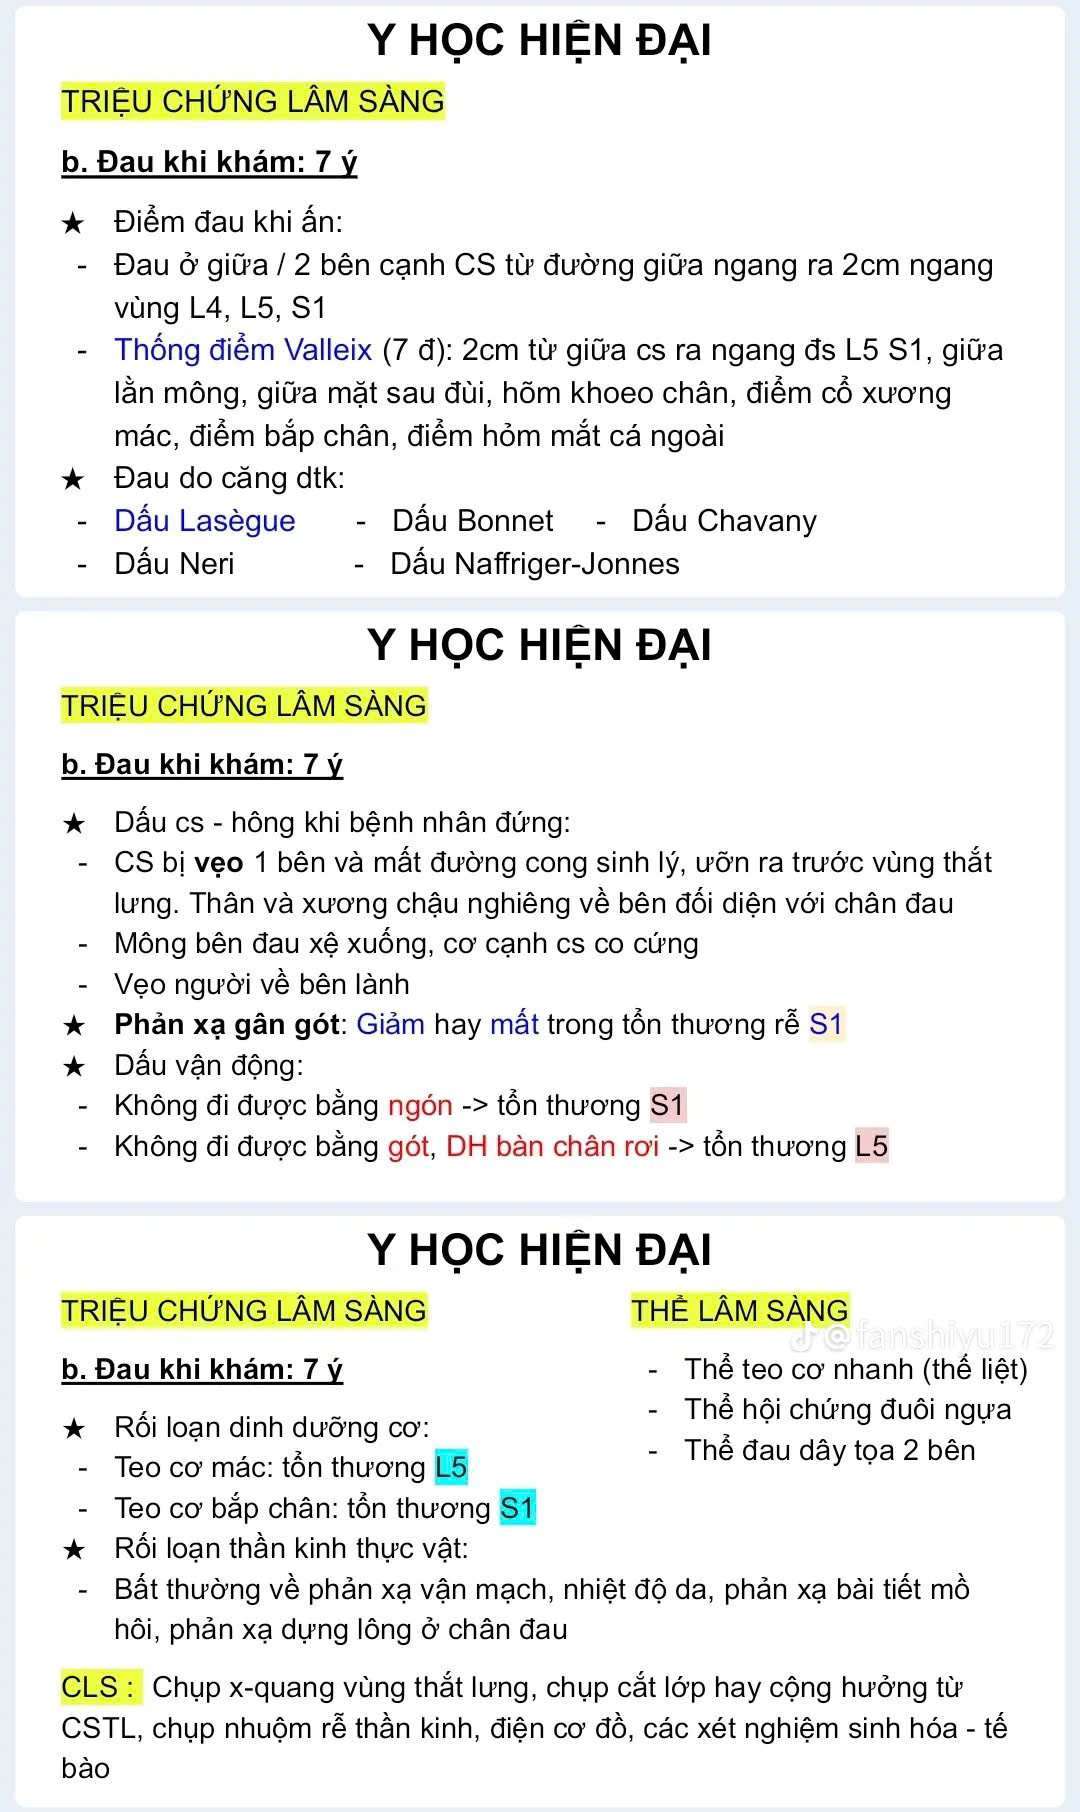 Y HỌC HIỆN ĐẠI
TRIỆU CHỨNG LÂM SÀNG
b. Đau khi khám: 7 ý
★ Điểm đau khi ấn:
- Đau ở giữa / 2 bên cạnh CS từ đường giữa ngang ra 2cm ngang
vùng L4, L5, S1
- Thống điểm Valleix (7 đ): 2cm từ giữa cs ra ngang đs L5 S1, giữa
lằn mông, giữa mặt sau đùi, hõm khoeo chân, điểm cổ xương
mác, điểm bắp chân, điểm hỏm mắt cá ngoài
★ Đau do căng dtk:
- Dấu Lasègue - Dấu Bonnet - Dấu Chavany
- Dấu Neri - Dấu Naffriger-Jonnes
Y HỌC HIỆN ĐẠI
TRIỆU CHỨNG LÂM SÀNG
b. Đau khi khám: 7 ý
★ Dấu cs - hông khi bệnh nhân đứng:
- CS bị vẹo 1 bên và mất đường cong sinh lý, ưỡn ra trước vùng thắt
lưng. Thân và xương chậu nghiêng về bên đối diện với chân đau
- Mông bên đau xệ xuống, cơ cạnh cs co cứng
- Vẹo người về bên lành
★ Phản xạ gân gót: Giảm hay mất trong tổn thương rễ S1
★ Dấu vận động:
- Không đi được bằng ngón -> tổn thương S1
- Không đi được bằng gót, DH bàn chân rơi -> tổn thương L5
Y HỌC HIỆN ĐẠI
TRIỆU CHỨNG LÂM SÀNG
b. Đau khi khám: 7 ý
★ Rối loạn dinh dưỡng cơ:
- Teo cơ mác: tổn thương L5
- Teo cơ bắp chân: tổn thương S1
★ Rối loạn thần kinh thực vật:
- Bất thường về phản xạ vận mạch, nhiệt độ da, phản xạ bài tiết mồ
hôi, phản xạ dựng lông ở chân đau
THỂ LÂM SÀNG
@fanshiyu172
- Thể teo cơ nhanh (thế liệt)
- Thể hội chứng đuôi ngựa
- Thể đau dây tọa 2 bên
CLS : Chụp x-quang vùng thắt lưng, chụp cắt lớp hay cộng hưởng từ
CSTL, chụp nhuộm rễ thần kinh, điện cơ đồ, các xét nghiệm sinh hóa - tế
bào